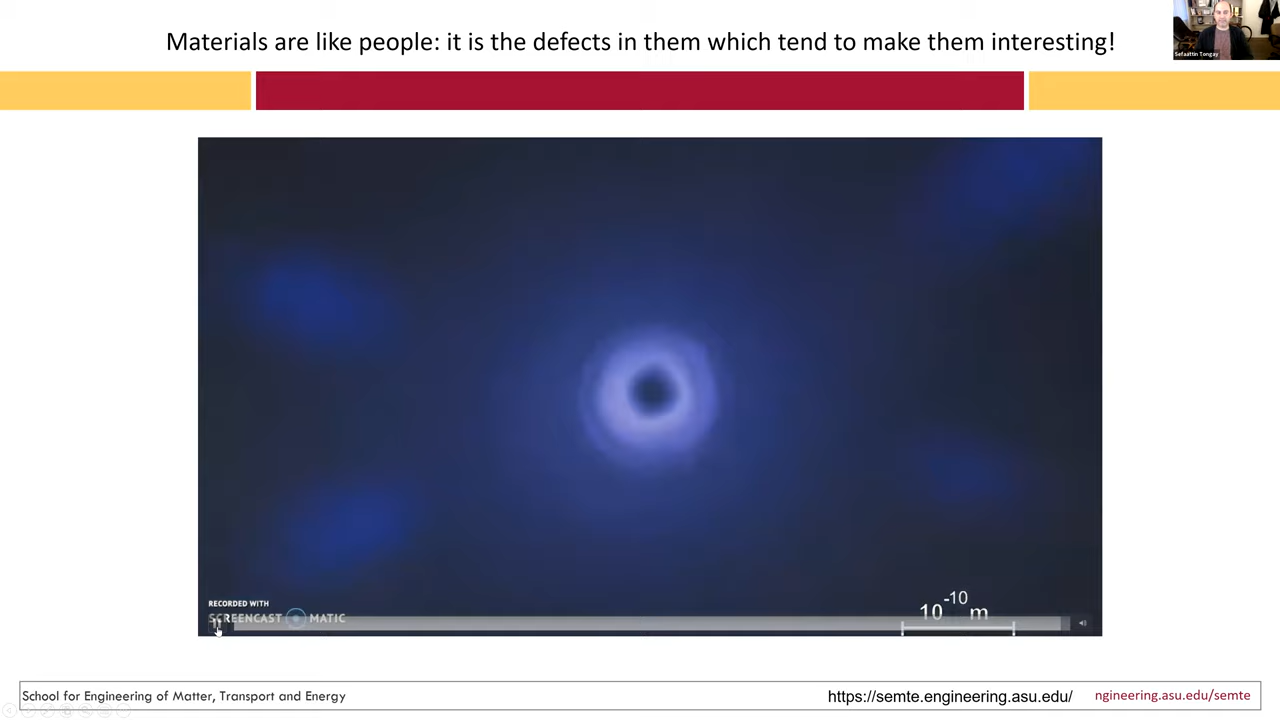 Materials are like people: it is the defects in them which tend to make them interesting!
Sefaattin Tongay
RECORDED WITH
SCREENCAST MATIC
10⁻¹⁰ m
School for Engineering of Matter, Transport and Energy
https://semte.engineering.asu.edu/
ngineering.asu.edu/semte